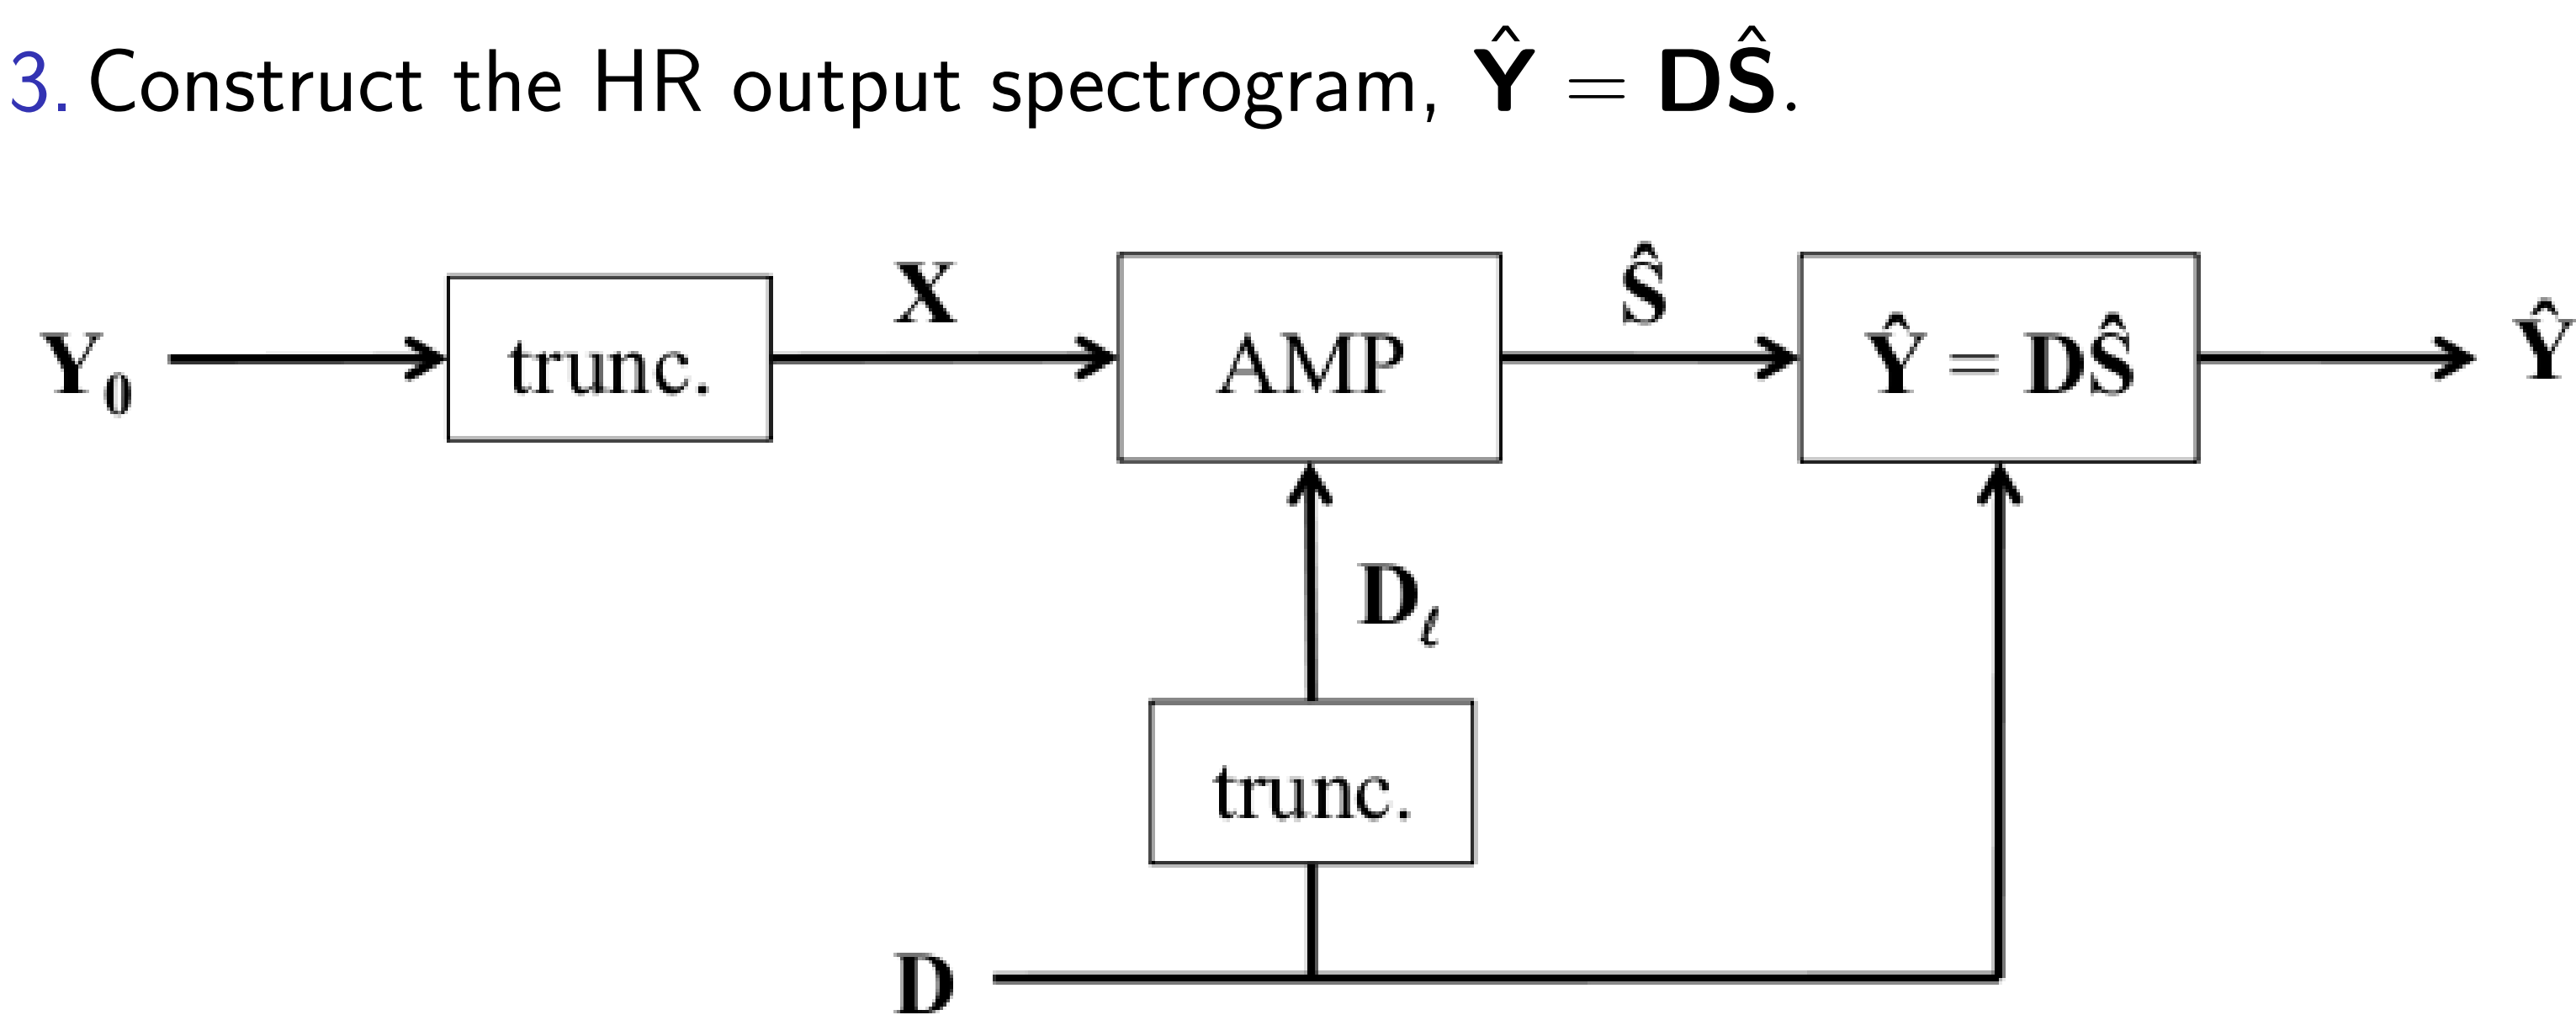 3. Construct the HR output spectrogram, Ŷ = DŜ.
X
Ŝ
Y₀
trunc.
AMP
Ŷ = DŜ
Ŷ
D_ℓ
trunc.
D